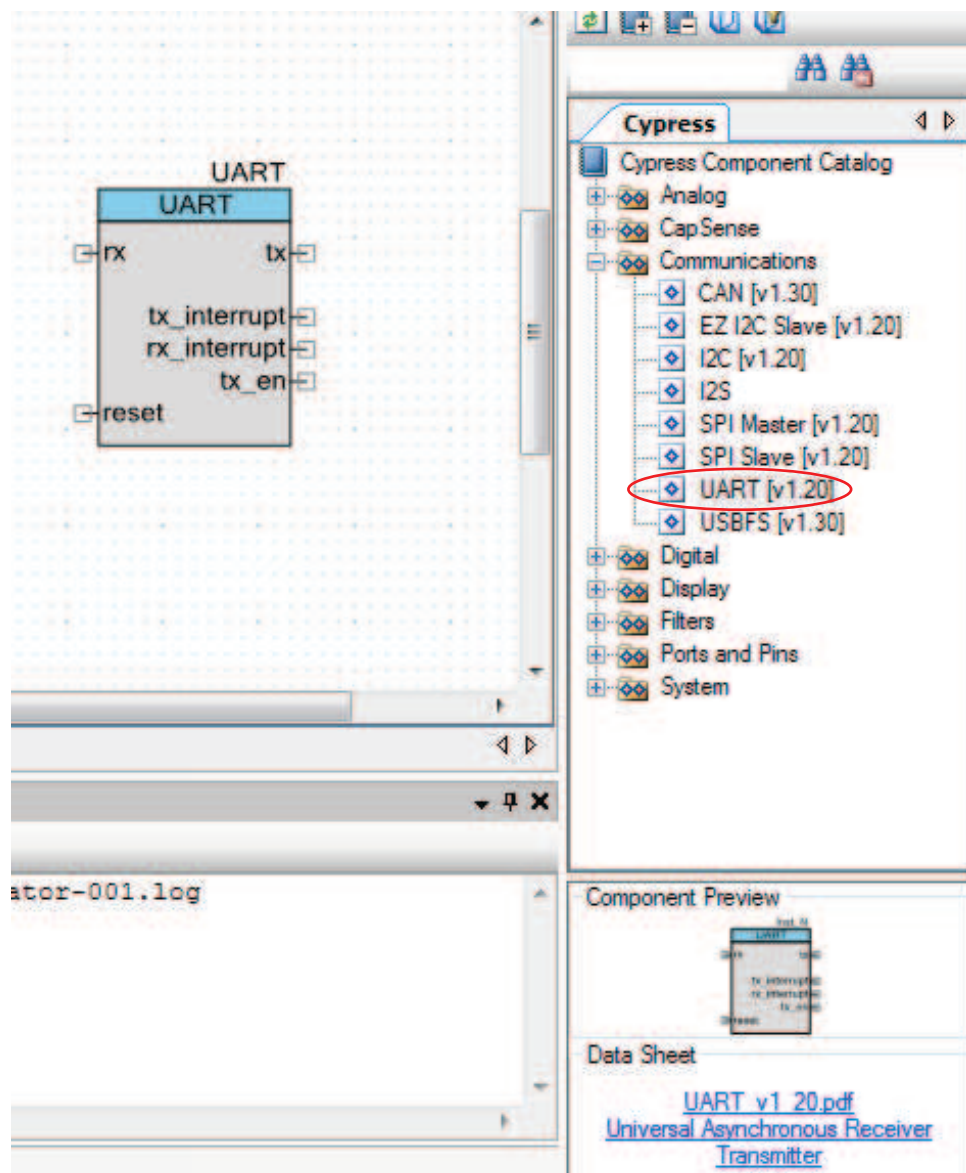 UART
UART
rx
tx
tx_interrupt
rx_interrupt
tx_en
reset
ator-001.log
Cypress
Cypress Component Catalog
Analog
CapSense
Communications
CAN [v1.30]
EZ I2C Slave [v1.20]
I2C [v1.20]
I2S
SPI Master [v1.20]
SPI Slave [v1.20]
UART [v1.20]
USBFS [v1.30]
Digital
Display
Filters
Ports and Pins
System
Component Preview
UART
tx_interrupt
rx_interrupt
Data Sheet
UART_v1_20.pdf
Universal Asynchronous Receiver
Transmitter